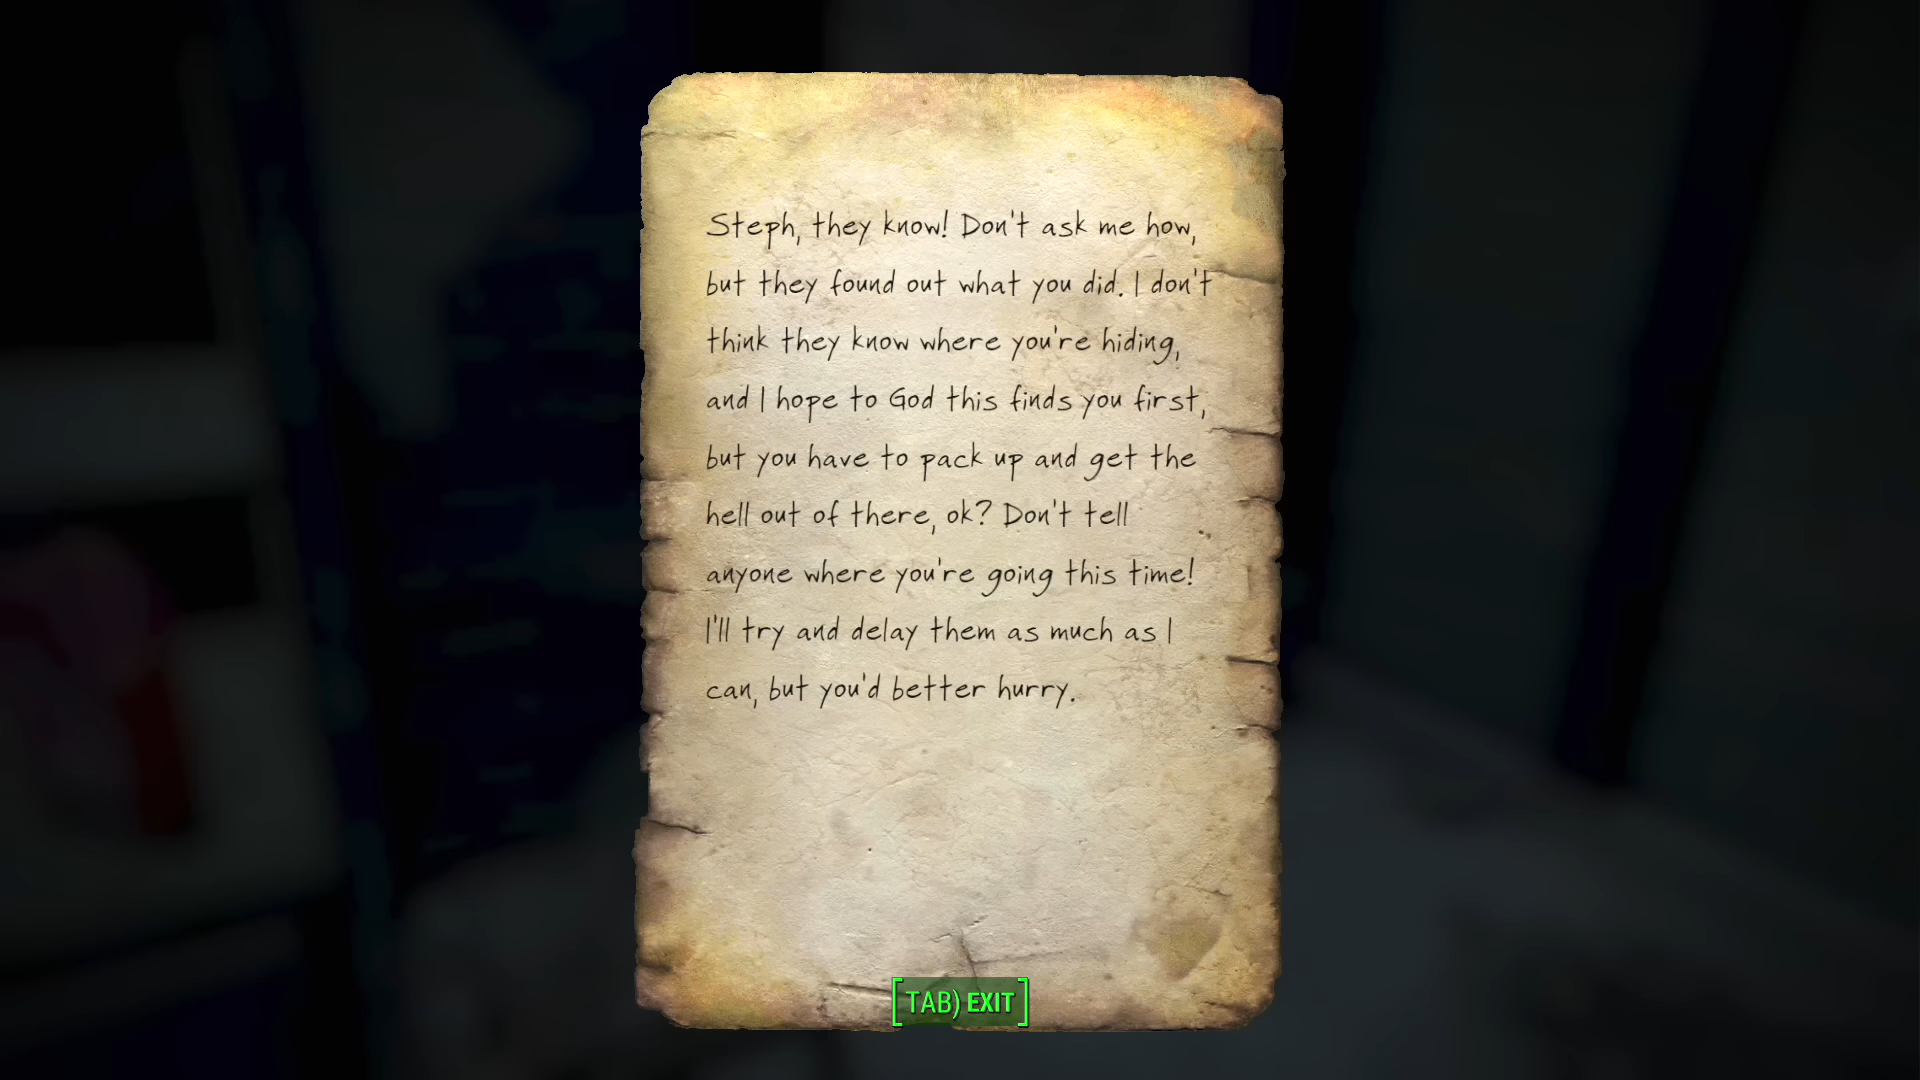 Steph, they know! Don't ask me how,
but they found out what you did. I don't
think they know where you're hiding,
and I hope to God this finds you first,
but you have to pack up and get the
hell out of there, ok? Don't tell
anyone where you're going this time!
I'll try and delay them as much as I
can, but you'd better hurry.
[TAB) EXIT]